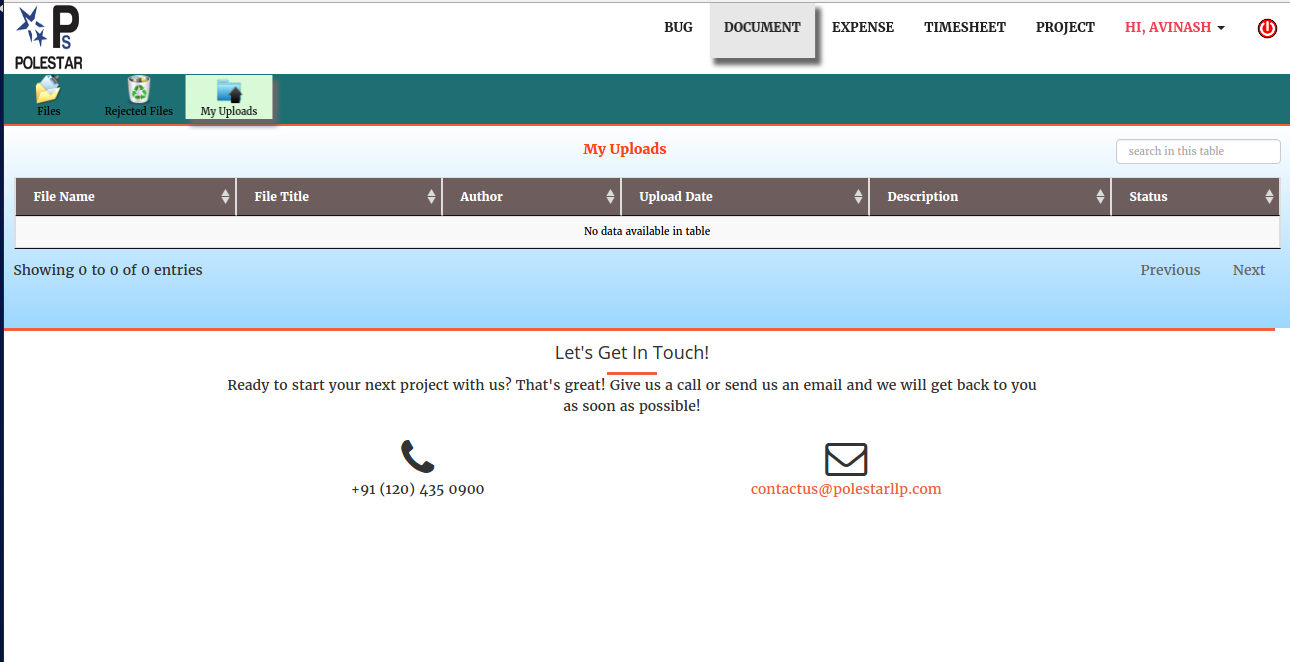 PS
POLESTAR
BUG DOCUMENT EXPENSE TIMESHEET PROJECT HI, AVINASH
Files Rejected Files My Uploads
My Uploads
search in this table
File Name File Title Author Upload Date Description Status
No data available in table
Showing 0 to 0 of 0 entries
Previous Next
Let's Get In Touch!
Ready to start your next project with us? That's great! Give us a call or send us an email and we will get back to you
as soon as possible!
+91 (120) 435 0900
contactus@polestarllp.com